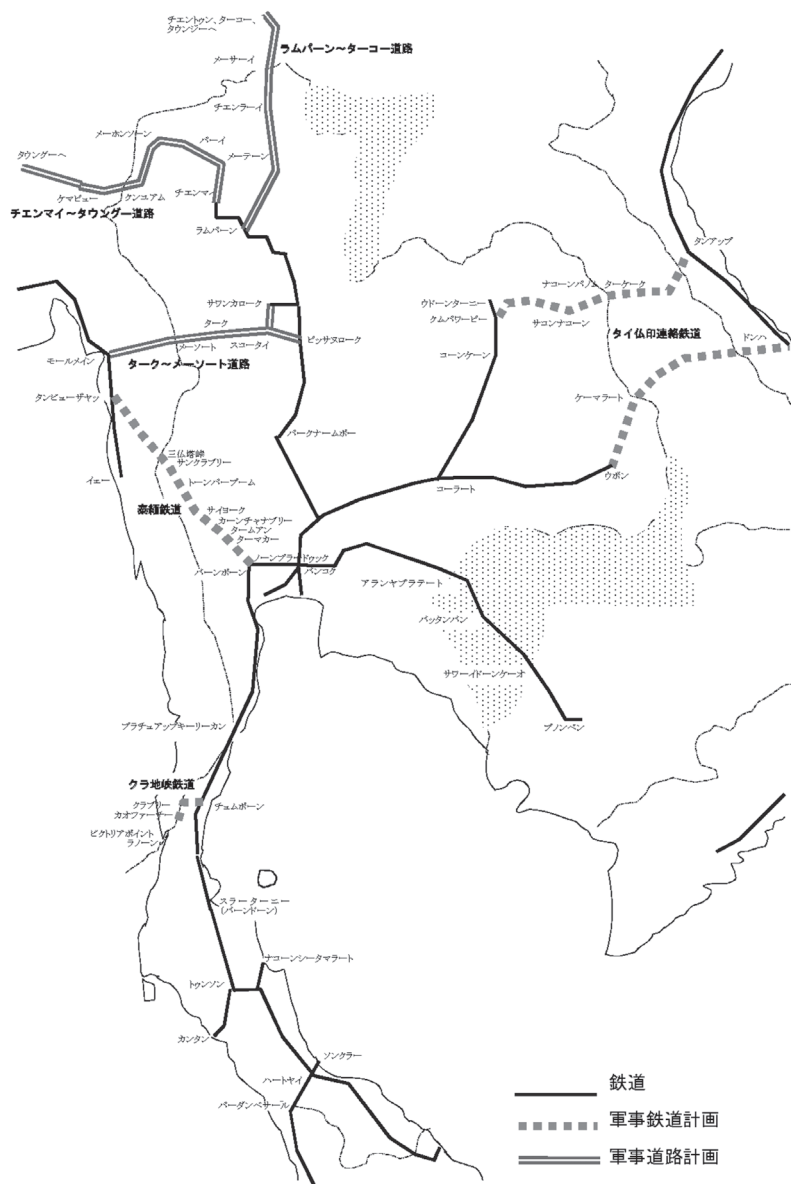 チエントゥン、ターコー、
タウンジーへ
ラムパーン～ターコー道路
メーサーイ
チエンラーイ
メーホンソーン
パーイ
メーテーン
タウングーへ
ケマピュー
クンユアム
チエンマイ
チエンマイ～タウングー道路
ラムパーン
タンアップ
サワンカローク
ターク
メーソート
スコータイ
ピッサヌローク
モールメイン
ターク～メーソート道路
ウドーンターニー
クムパワーピー
ナコーンパノム
ターケーク
サコンナコーン
タイ仏印連絡鉄道
ドンハ
コーンケーン
タンビューザヤッ
ケーマラート
パークナームポー
三仏塔峠
サンクラブリー
イェー
トーンパープーム
コーラート
ウボン
泰緬鉄道
サイヨーク
カーンチャナブリー
タームアン
ターマカー
ノーンプラードゥック
バーンポーン
バンコク
アランヤプラテート
バッタンバン
サワーイドーンケーオ
プノンペン
プラチュアップキーリーカン
クラ地峡鉄道
クラブリー
カオファーチー
チュムポーン
ビクトリアポイント
ラノーン
スラーターニー
(バーンドーン)
ナコーンシータマラート
トゥンソン
カンタン
ソンクラー
ハートヤイ
パーダンベサール
鉄道
軍事鉄道計画
軍事道路計画